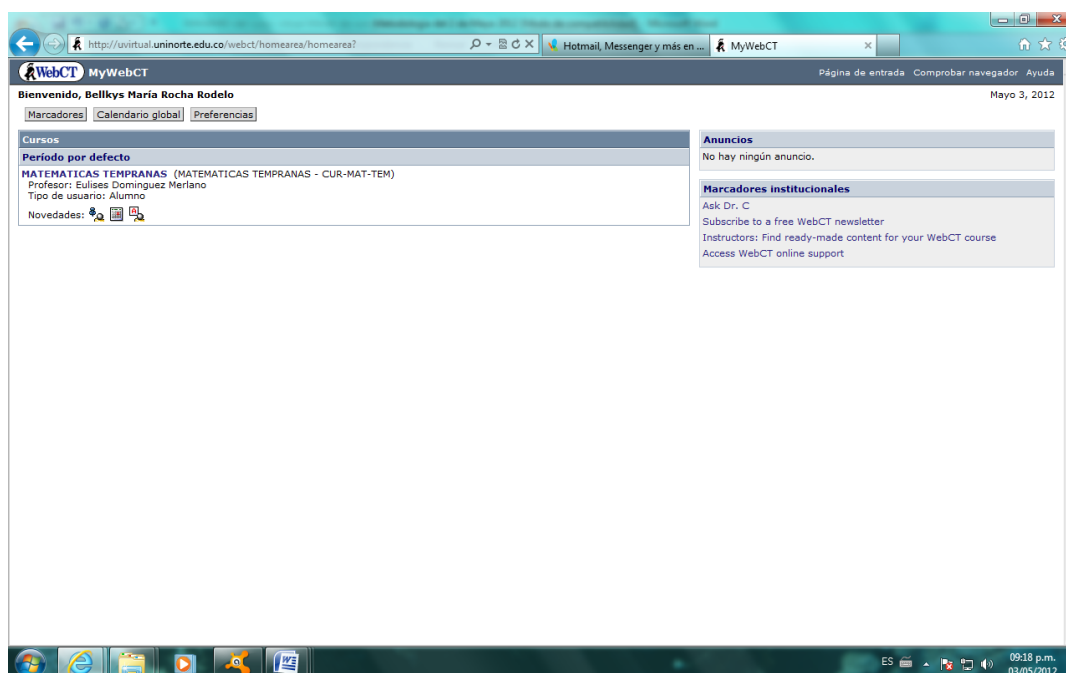 http://uvirtual.uninorte.edu.co/webct/homearea/homearea?
Hotmail, Messenger y más en ...
MyWebCT
WebCT MyWebCT
Página de entrada Comprobar navegador Ayuda
Bienvenido, Bellkys María Rocha Rodelo
Mayo 3, 2012
Marcadores Calendario global Preferencias
Cursos
Período por defecto
MATEMATICAS TEMPRANAS (MATEMATICAS TEMPRANAS - CUR-MAT-TEM)
Profesor: Eulises Dominguez Merlano
Tipo de usuario: Alumno
Novedades:
Anuncios
No hay ningún anuncio.
Marcadores institucionales
Ask Dr. C
Subscribe to a free WebCT newsletter
Instructors: Find ready-made content for your WebCT course
Access WebCT online support
ES
09:18 p.m.
03/05/2012